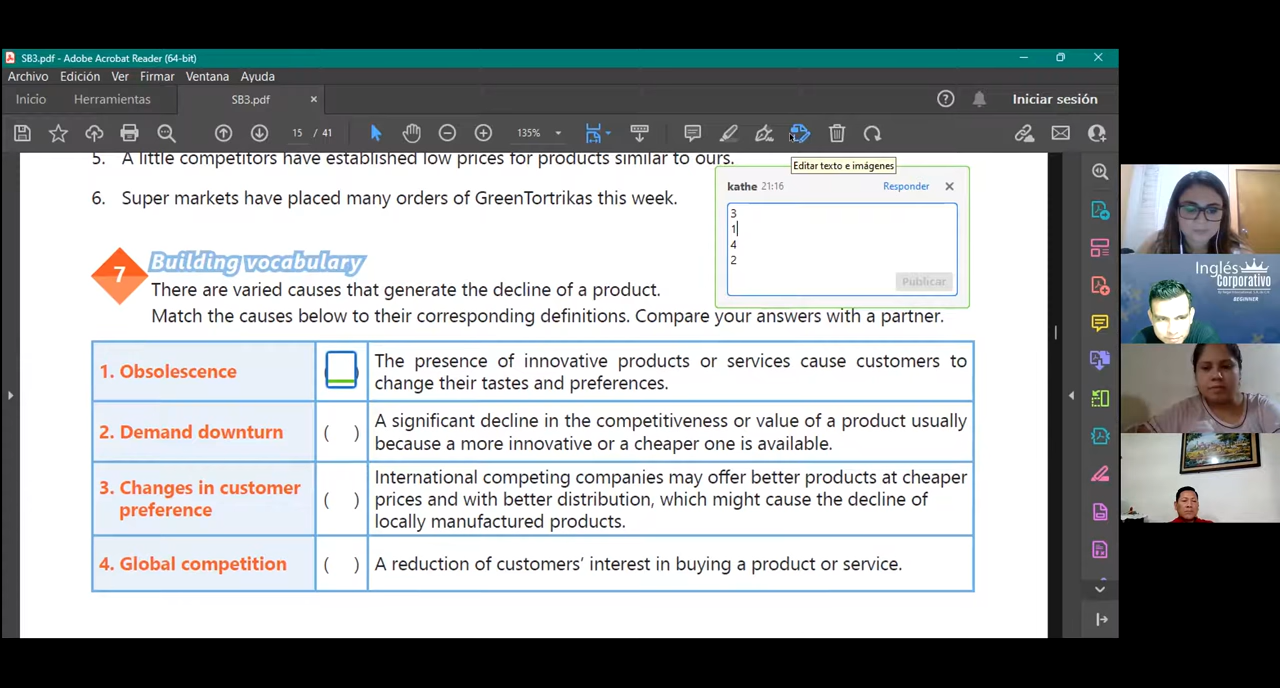 SB3.pdf - Adobe Acrobat Reader (64-bit)
Archivo Edición Ver Firmar Ventana Ayuda
Inicio Herramientas SB3.pdf × Iniciar sesión
15 / 41 135%
Editar texto e imágenes
5. A little competitors have established low prices for products similar to ours.
6. Super markets have placed many orders of GreenTortrikas this week.
kathe 21:16 Responder
3
1
4
2
Publicar
7 Building vocabulary
There are varied causes that generate the decline of a product.
Match the causes below to their corresponding definitions. Compare your answers with a partner.
1. Obsolescence
The presence of innovative products or services cause customers to
change their tastes and preferences.
2. Demand downturn ( )
A significant decline in the competitiveness or value of a product usually
because a more innovative or a cheaper one is available.
3. Changes in customer
preference ( )
International competing companies may offer better products at cheaper
prices and with better distribution, which might cause the decline of
locally manufactured products.
4. Global competition ( )
A reduction of customers' interest in buying a product or service.
Inglés
Corporativo
BEGINNER